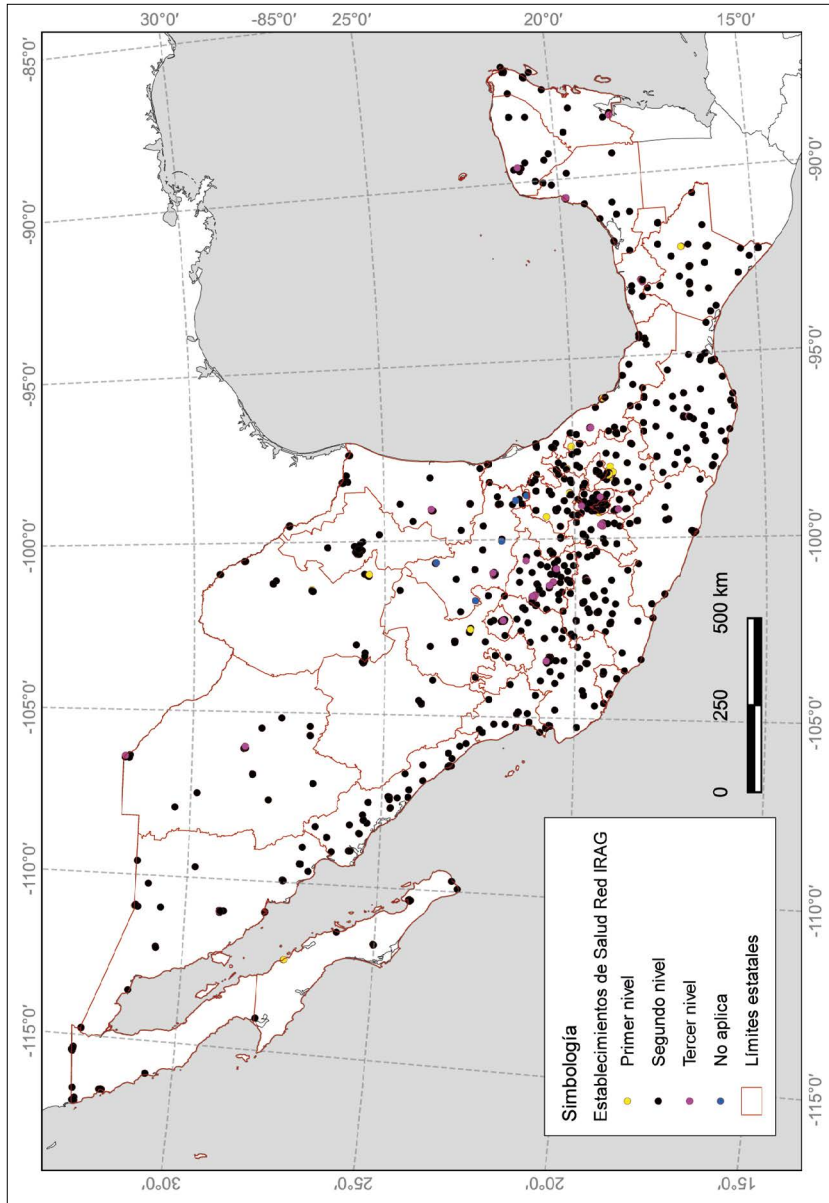 -115°0'
-110°0'
-105°0'
-100°0'
-95°0'
-90°0'
-85°0'
30°0'
30°0'
-85°0'
25°0'
25°0'
20°0'
20°0'
15°0'
15°0'
Simbología
Establecimientos de Salud Red IRAG
Primer nivel
Segundo nivel
Tercer nivel
No aplica
Límites estatales
0 250 500 km
-115°0'
-110°0'
-105°0'
-100°0'
-95°0'
-90°0'